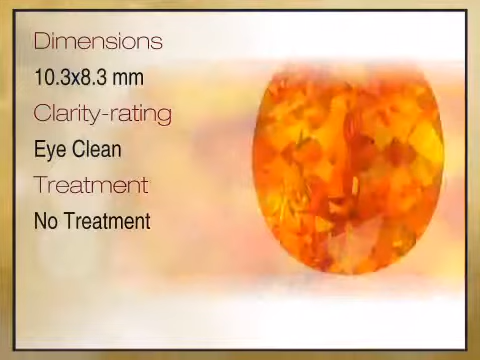 Dimensions
10.3x8.3 mm
Clarity-rating
Eye Clean
Treatment
No Treatment